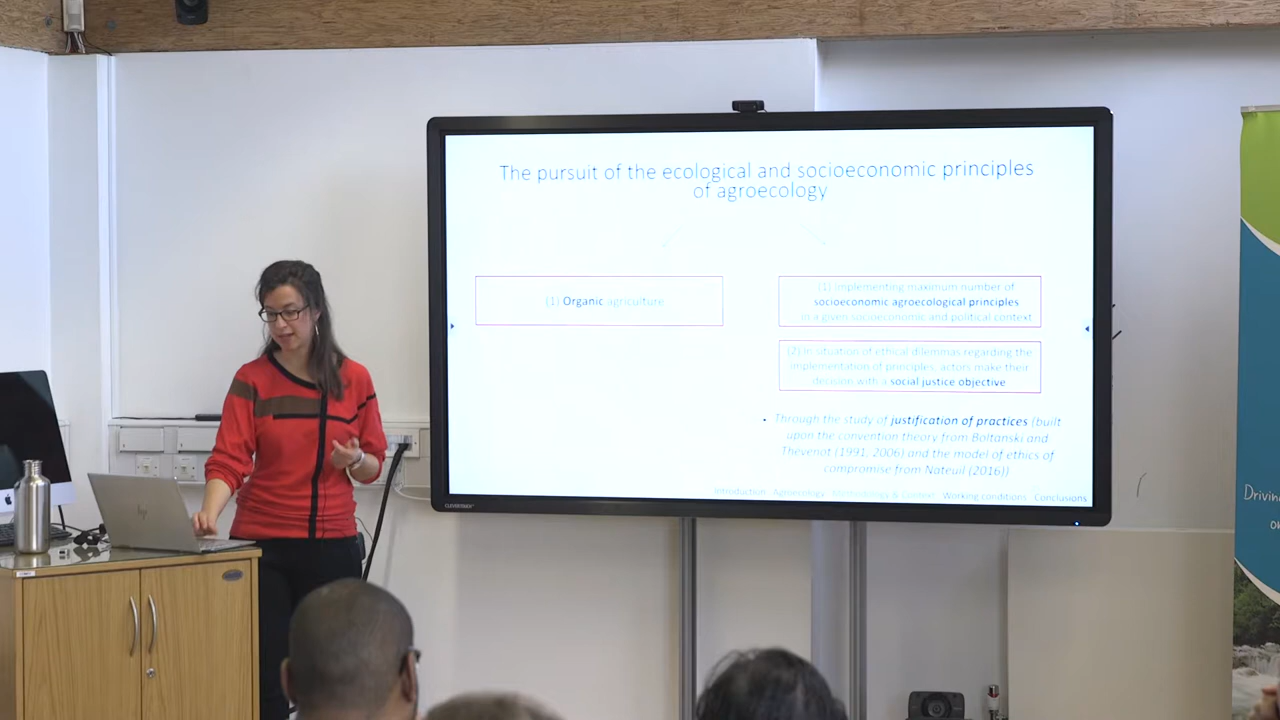 The pursuit of the ecological and socioeconomic principles
of agroecology
(1) Organic agriculture
(1) Implementing maximum number of
socioeconomic agroecological principles
in a given socioeconomic and political context
(2) In situation of ethical dilemmas regarding the
implementation of principles, actors make their
decision with a social justice objective
• Through the study of justification of practices (built
upon the convention theory from Boltanski and
Thévenot (1991, 2006) and the model of ethics of
compromise from Nateuil (2016))
Introduction Agroecology Methodology & Context Working conditions Conclusions
CLEVERTOUCH
hp
Drivin